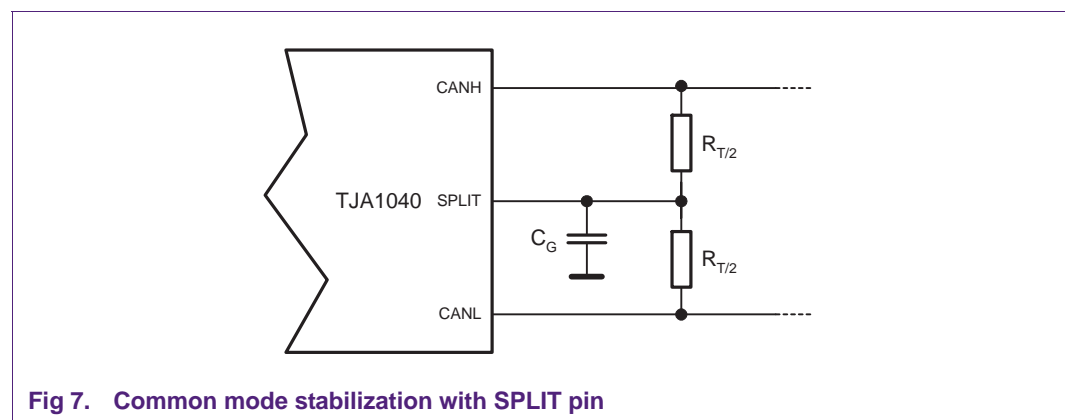 CANH
R_T/2
TJA1040 SPLIT
C_G
R_T/2
CANL
Fig 7. Common mode stabilization with SPLIT pin